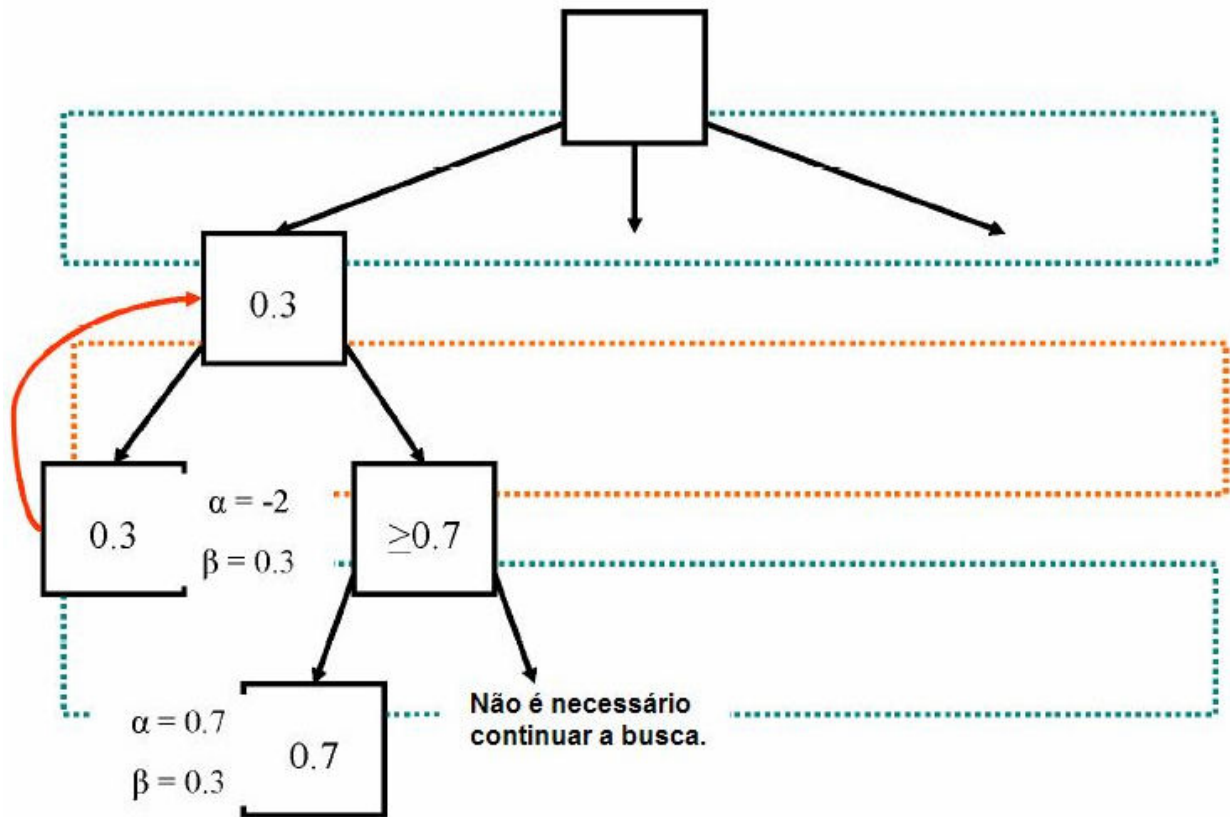 0.3
0.3
α = -2
β = 0.3
≥0.7
α = 0.7
β = 0.3
0.7
Não é necessário
continuar a busca.